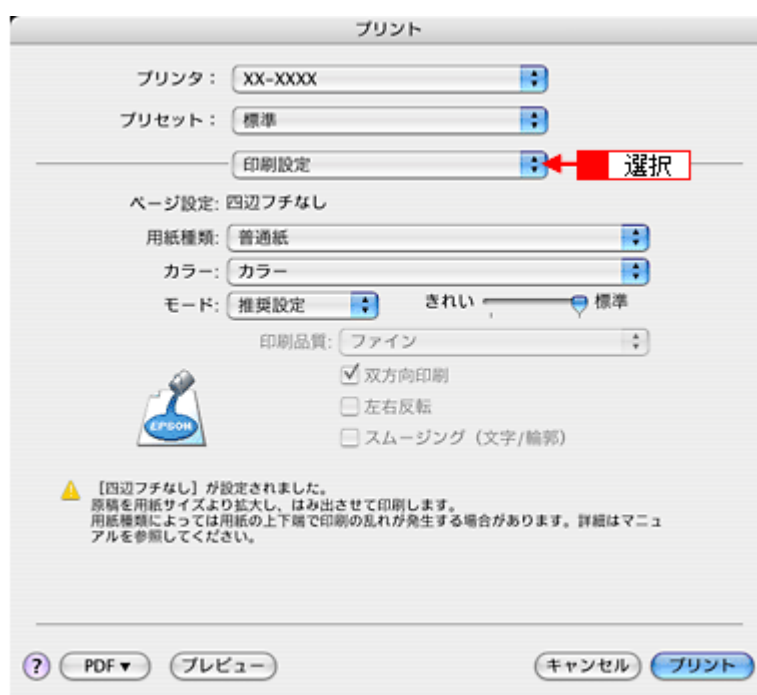 プリント
プリンタ： XX-XXXX
プリセット： 標準
印刷設定 選択
ページ設定: 四辺フチなし
用紙種類: 普通紙
カラー: カラー
モード: 推奨設定 きれい 標準
印刷品質: ファイン
双方向印刷
左右反転
スムージング（文字/輪郭）
EPSON
[四辺フチなし] が設定されました。
原稿を用紙サイズより拡大し、はみ出させて印刷します。
用紙種類によっては用紙の上下端で印刷の乱れが発生する場合があります。詳細はマニュ
アルを参照してください。
? PDF▼ プレビュー キャンセル プリント